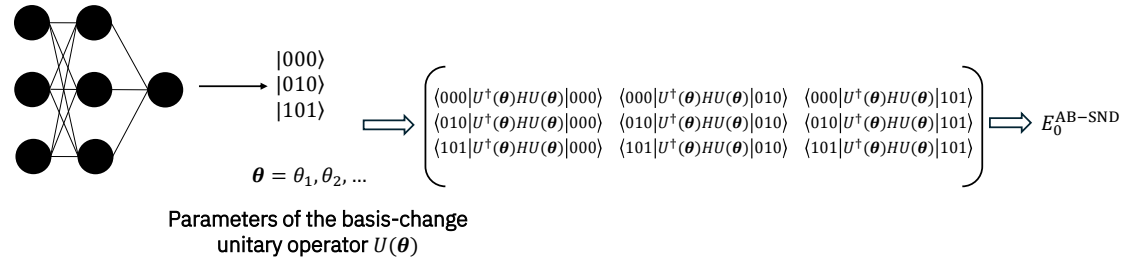 |000⟩
|010⟩
|101⟩
𝜽 = θ₁, θ₂, …
Parameters of the basis-change
unitary operator U(𝜽)
⟨000|U†(𝜽)HU(𝜽)|000⟩ ⟨000|U†(𝜽)HU(𝜽)|010⟩ ⟨000|U†(𝜽)HU(𝜽)|101⟩
⟨010|U†(𝜽)HU(𝜽)|000⟩ ⟨010|U†(𝜽)HU(𝜽)|010⟩ ⟨010|U†(𝜽)HU(𝜽)|101⟩
⟨101|U†(𝜽)HU(𝜽)|000⟩ ⟨101|U†(𝜽)HU(𝜽)|010⟩ ⟨101|U†(𝜽)HU(𝜽)|101⟩
E₀^AB−SND